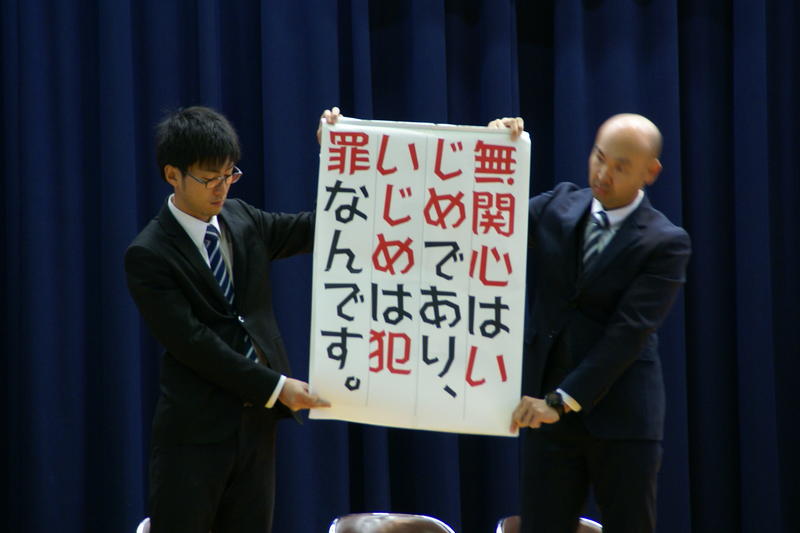 無関心はい
じめであり、
いじめは犯
罪なんです。